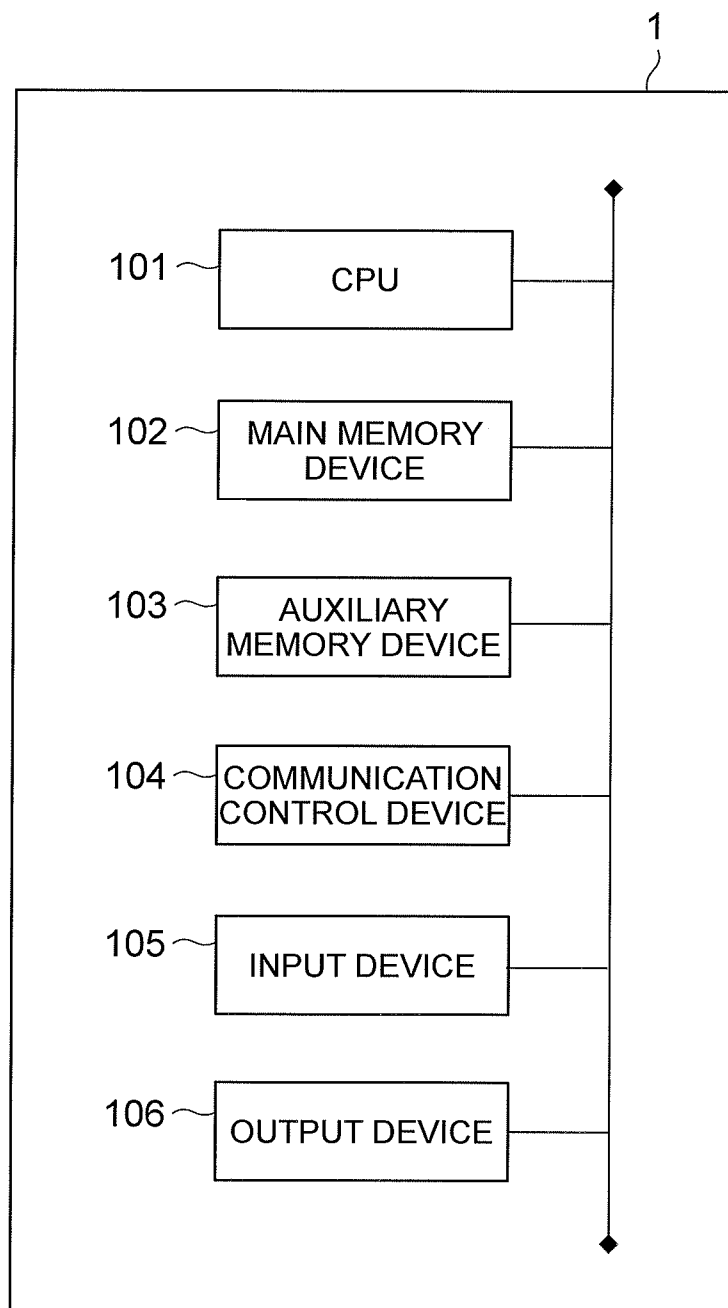 1
101
CPU
102
MAIN MEMORY
DEVICE
103
AUXILIARY
MEMORY DEVICE
104
COMMUNICATION
CONTROL DEVICE
105
INPUT DEVICE
106
OUTPUT DEVICE